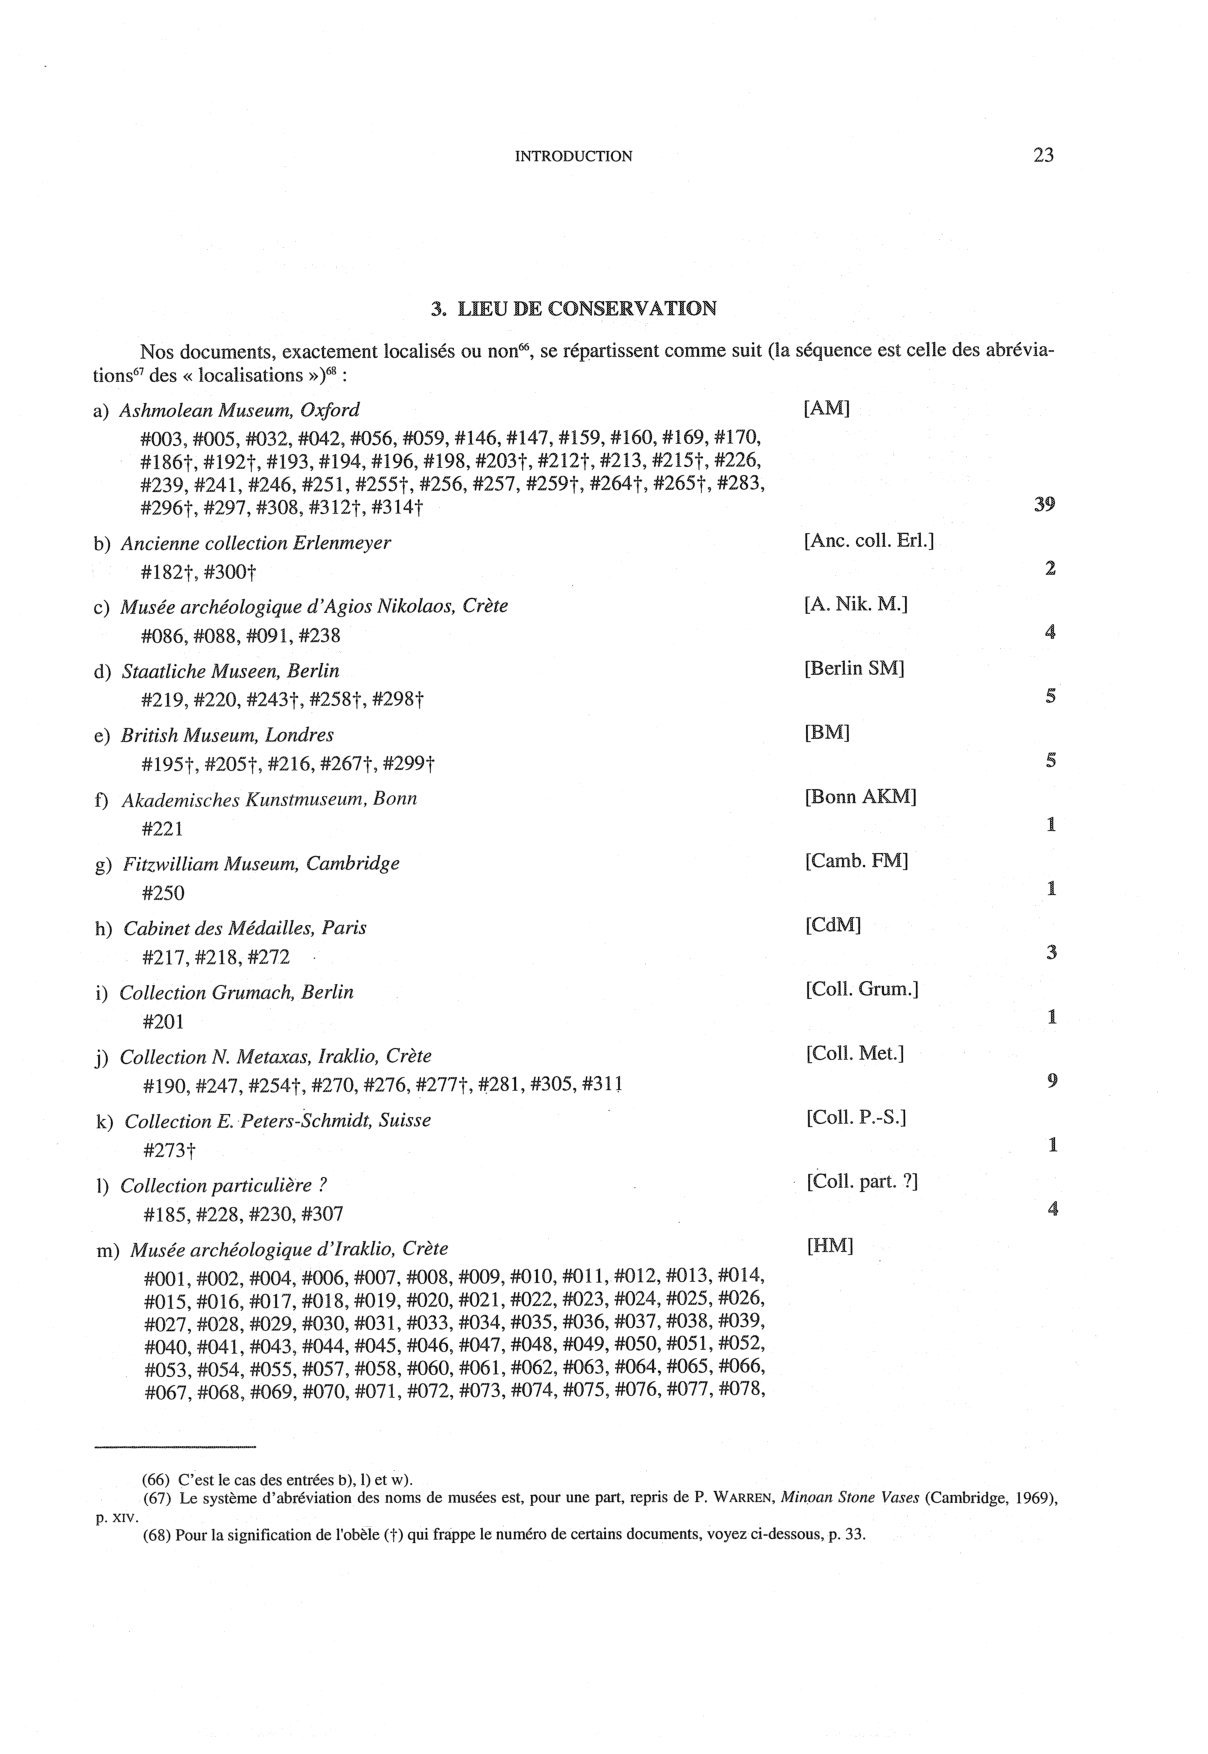 INTRODUCTION 23
3. LIEU DE CONSERVATION
Nos documents, exactement localisés ou non⁶⁶, se répartissent comme suit (la séquence est celle des abrévia-
tions⁶⁷ des « localisations »)⁶⁸ :
a) Ashmolean Museum, Oxford [AM]
#003, #005, #032, #042, #056, #059, #146, #147, #159, #160, #169, #170,
#186†, #192†, #193, #194, #196, #198, #203†, #212†, #213, #215†, #226,
#239, #241, #246, #251, #255†, #256, #257, #259†, #264†, #265†, #283,
#296†, #297, #308, #312†, #314† 39
b) Ancienne collection Erlenmeyer [Anc. coll. Erl.]
#182†, #300† 2
c) Musée archéologique d'Agios Nikolaos, Crète [A. Nik. M.]
#086, #088, #091, #238 4
d) Staatliche Museen, Berlin [Berlin SM]
#219, #220, #243†, #258†, #298† 5
e) British Museum, Londres [BM]
#195†, #205†, #216, #267†, #299† 5
f) Akademisches Kunstmuseum, Bonn [Bonn AKM]
#221 1
g) Fitzwilliam Museum, Cambridge [Camb. FM]
#250 1
h) Cabinet des Médailles, Paris [CdM]
#217, #218, #272 3
i) Collection Grumach, Berlin [Coll. Grum.]
#201 1
j) Collection N. Metaxas, Iraklio, Crète [Coll. Met.]
#190, #247, #254†, #270, #276, #277†, #281, #305, #311 9
k) Collection E. Peters-Schmidt, Suisse [Coll. P.-S.]
#273† 1
l) Collection particulière ? [Coll. part. ?]
#185, #228, #230, #307 4
m) Musée archéologique d'Iraklio, Crète [HM]
#001, #002, #004, #006, #007, #008, #009, #010, #011, #012, #013, #014,
#015, #016, #017, #018, #019, #020, #021, #022, #023, #024, #025, #026,
#027, #028, #029, #030, #031, #033, #034, #035, #036, #037, #038, #039,
#040, #041, #043, #044, #045, #046, #047, #048, #049, #050, #051, #052,
#053, #054, #055, #057, #058, #060, #061, #062, #063, #064, #065, #066,
#067, #068, #069, #070, #071, #072, #073, #074, #075, #076, #077, #078,
(66) C'est le cas des entrées b), l) et w).
(67) Le système d'abréviation des noms de musées est, pour une part, repris de P. WARREN, Minoan Stone Vases (Cambridge, 1969),
p. XIV.
(68) Pour la signification de l'obèle (†) qui frappe le numéro de certains documents, voyez ci-dessous, p. 33.